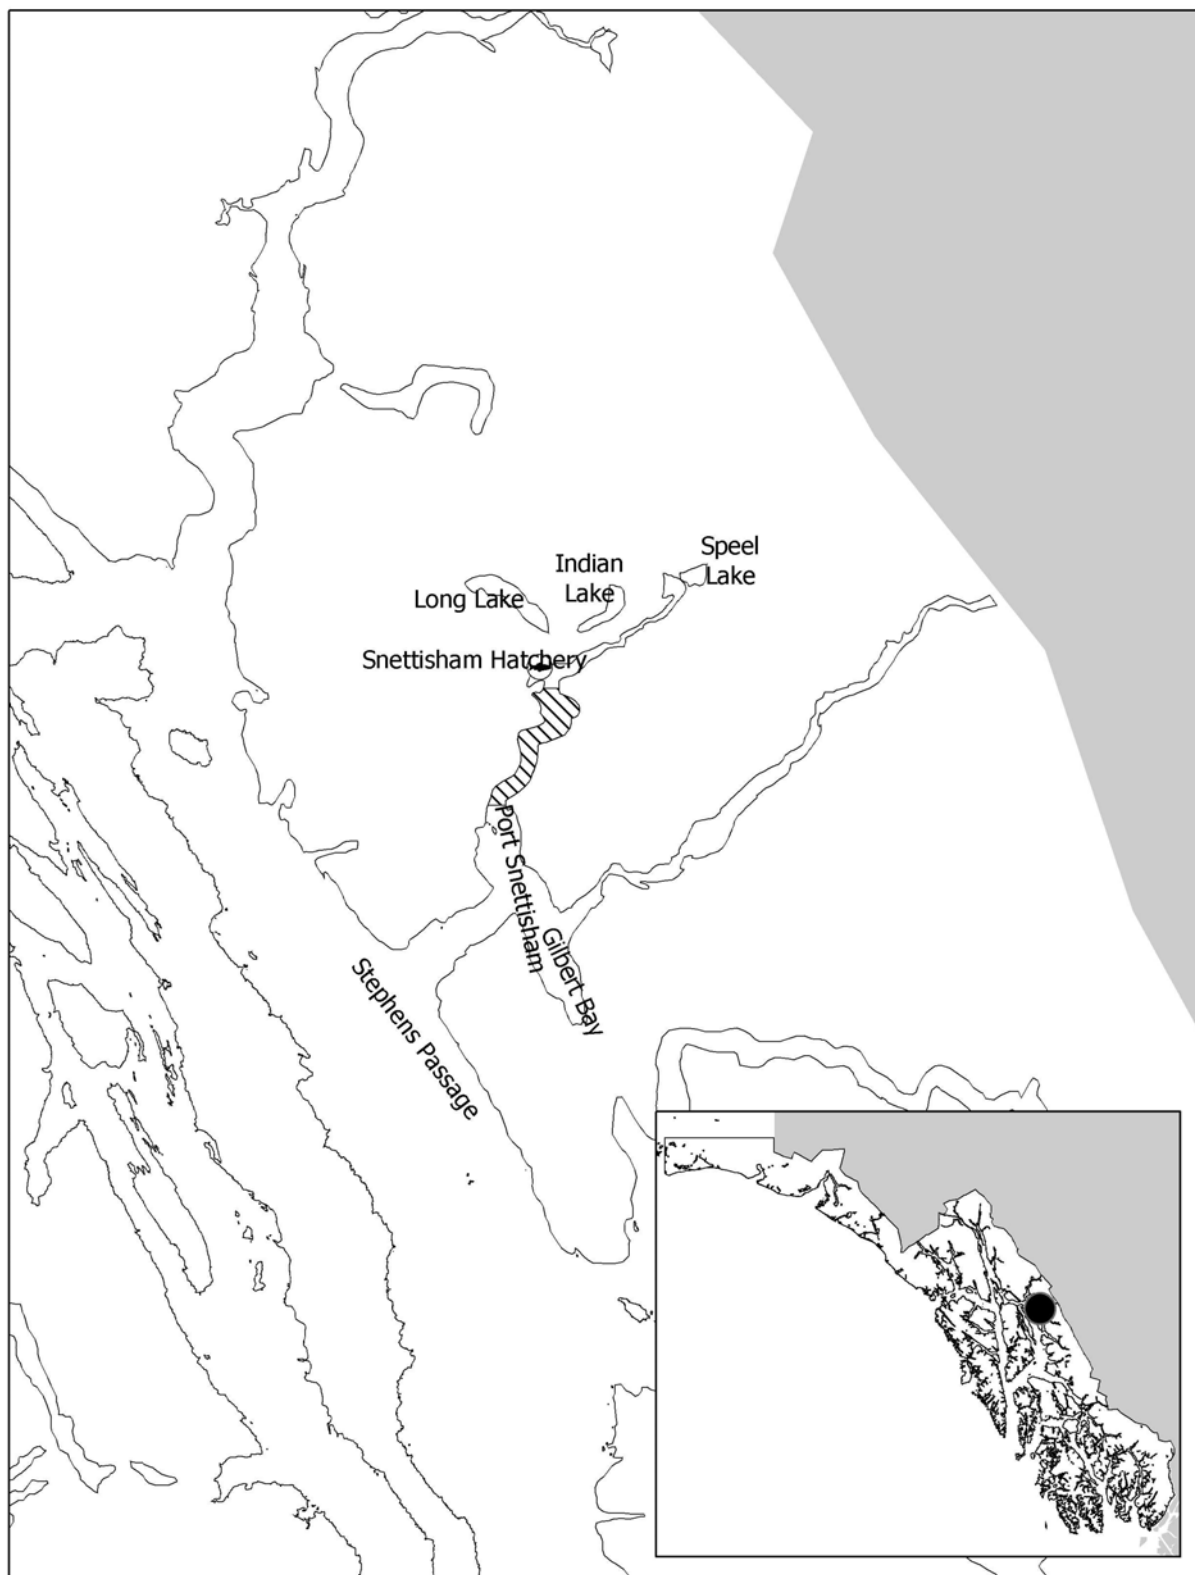 Speel
Lake
Indian
Lake
Long Lake
Snettisham Hatchery
Port Snettisham
Gilbert Bay
Stephens Passage